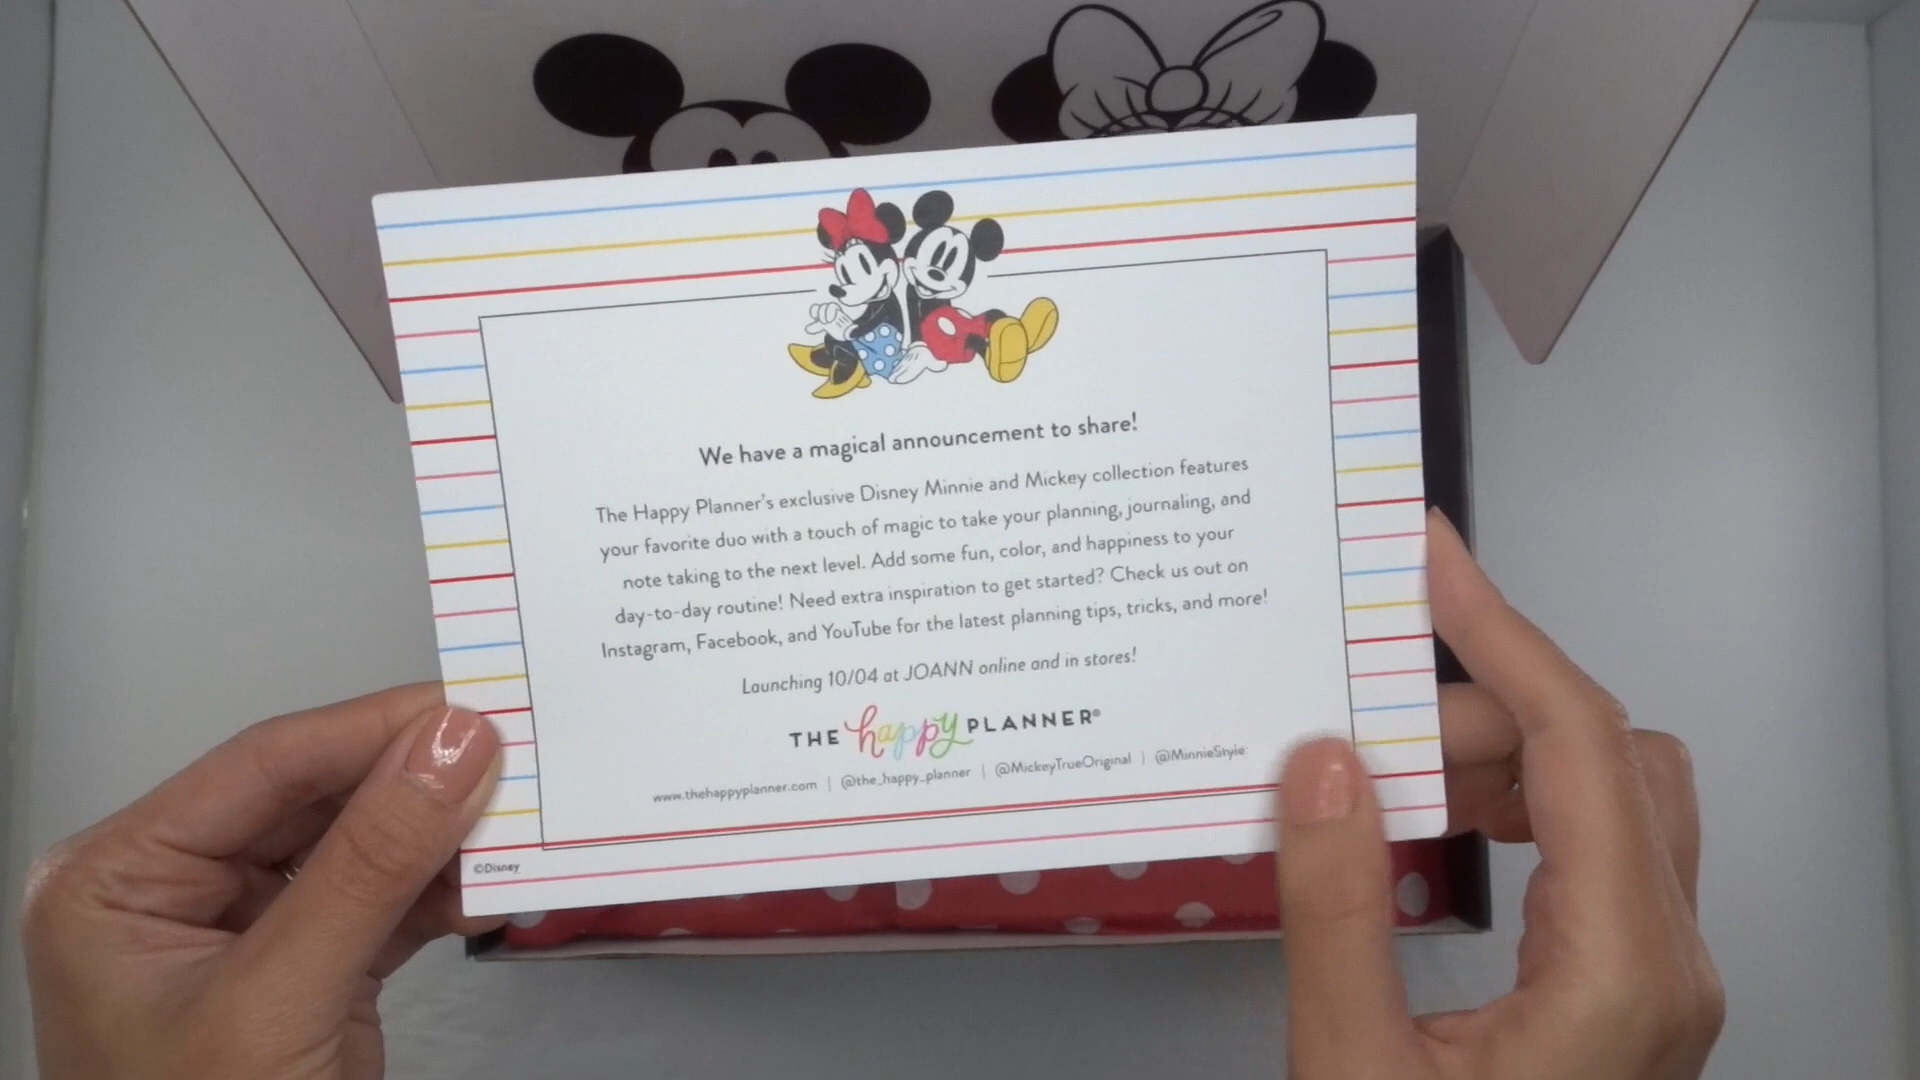 We have a magical announcement to share!
The Happy Planner's exclusive Disney Minnie and Mickey collection features
your favorite duo with a touch of magic to take your planning, journaling, and
note taking to the next level. Add some fun, color, and happiness to your
day-to-day routine! Need extra inspiration to get started? Check us out on
Instagram, Facebook, and YouTube for the latest planning tips, tricks, and more!
Launching 10/04 at JOANN online and in stores!
THE happy PLANNER®
www.thehappyplanner.com | @the_happy_planner | @MickeyTrueOriginal | @MinnieStyle
©Disney